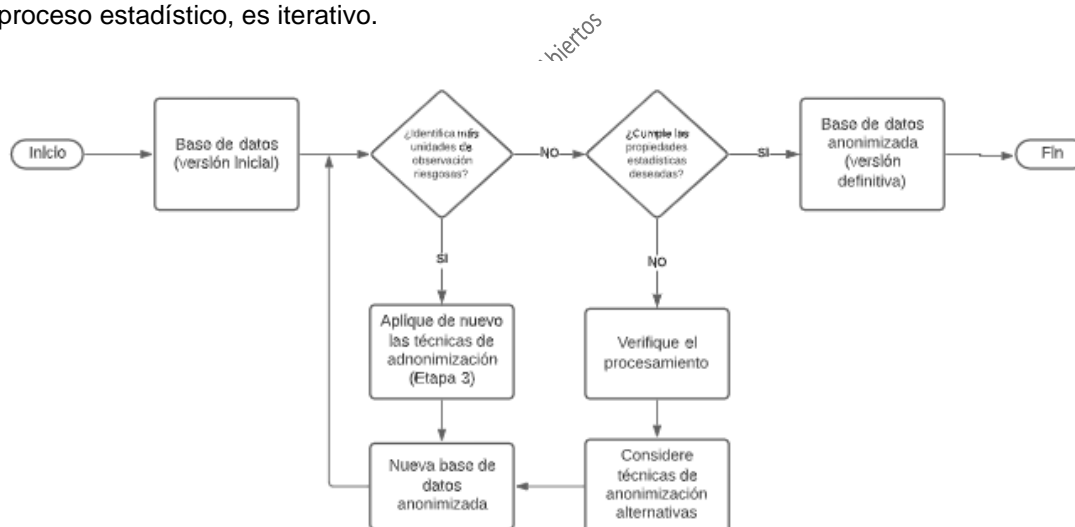 proceso estadístico, es iterativo.
Abiertos
Inicio
Base de datos
(versión inicial)
¿Identifica más
unidades de
observación
riesgosas?
NO
¿Cumple las
propiedades
estadísticas
deseadas?
SI
Base de datos
anonimizada
(versión
definitiva)
Fin
SI
NO
Aplique de nuevo
las técnicas de
adnonimización
(Etapa 3)
Verifique el
procesamiento
Nueva base de
datos
anonimizada
Considere
técnicas de
anonimización
alternativas